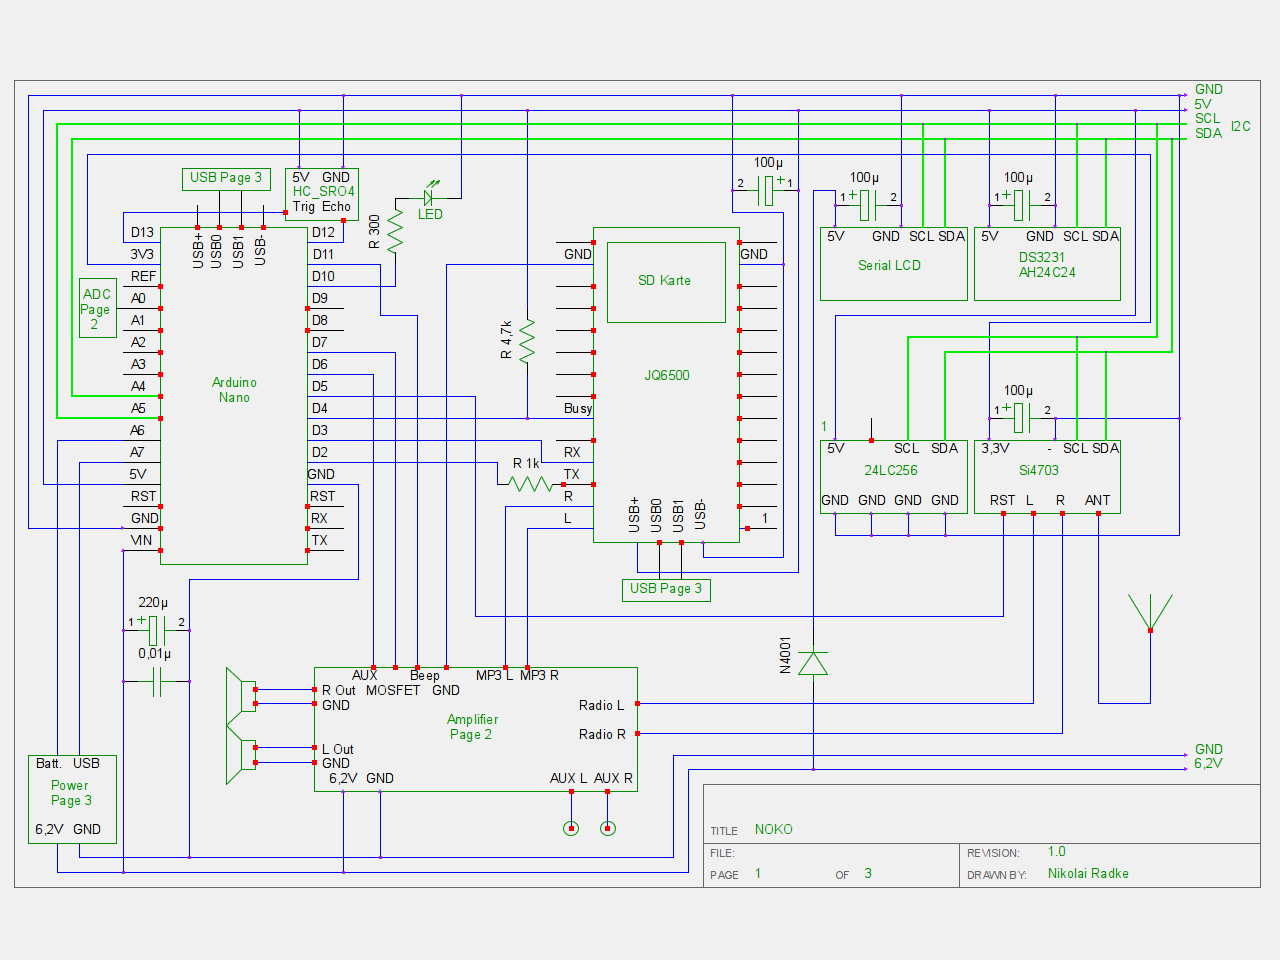 GND
5V
SCL
SDA
I2C
USB Page 3
5V GND
HC_SR04
Trig Echo
LED
R 300
100µ
2 + 1
100µ
1 + 2
100µ
1 + 2
D13
3V3
REF
A0
A1
A2
A3
A4
A5
A6
A7
5V
RST
GND
VIN
USB+
USB0
USB1
USB-
D12
D11
D10
D9
D8
D7
D6
D5
D4
D3
D2
GND
RST
RX
TX
Arduino
Nano
ADC
Page
2
R 4,7k
R 1k
GND
Busy
RX
TX
R
L
SD Karte
JQ6500
GND
1
USB+
USB0
USB1
USB-
USB Page 3
5V GND SCL SDA
Serial LCD
5V GND SCL SDA
DS3231
AH24C24
100µ
1 + 2
1
5V SCL SDA
24LC256
GND GND GND GND
3,3V - SCL SDA
Si4703
RST L R ANT
220µ
1 + 2
0,01µ
N4001
AUX Beep MP3 L MP3 R
R Out MOSFET GND
GND
L Out
GND
6,2V GND
Amplifier
Page 2
Radio L
Radio R
AUX L AUX R
Batt. USB
Power
Page 3
6,2V GND
GND
6,2V
TITLE NOKO
FILE:
PAGE 1 OF 3
REVISION: 1.0
DRAWN BY: Nikolai Radke